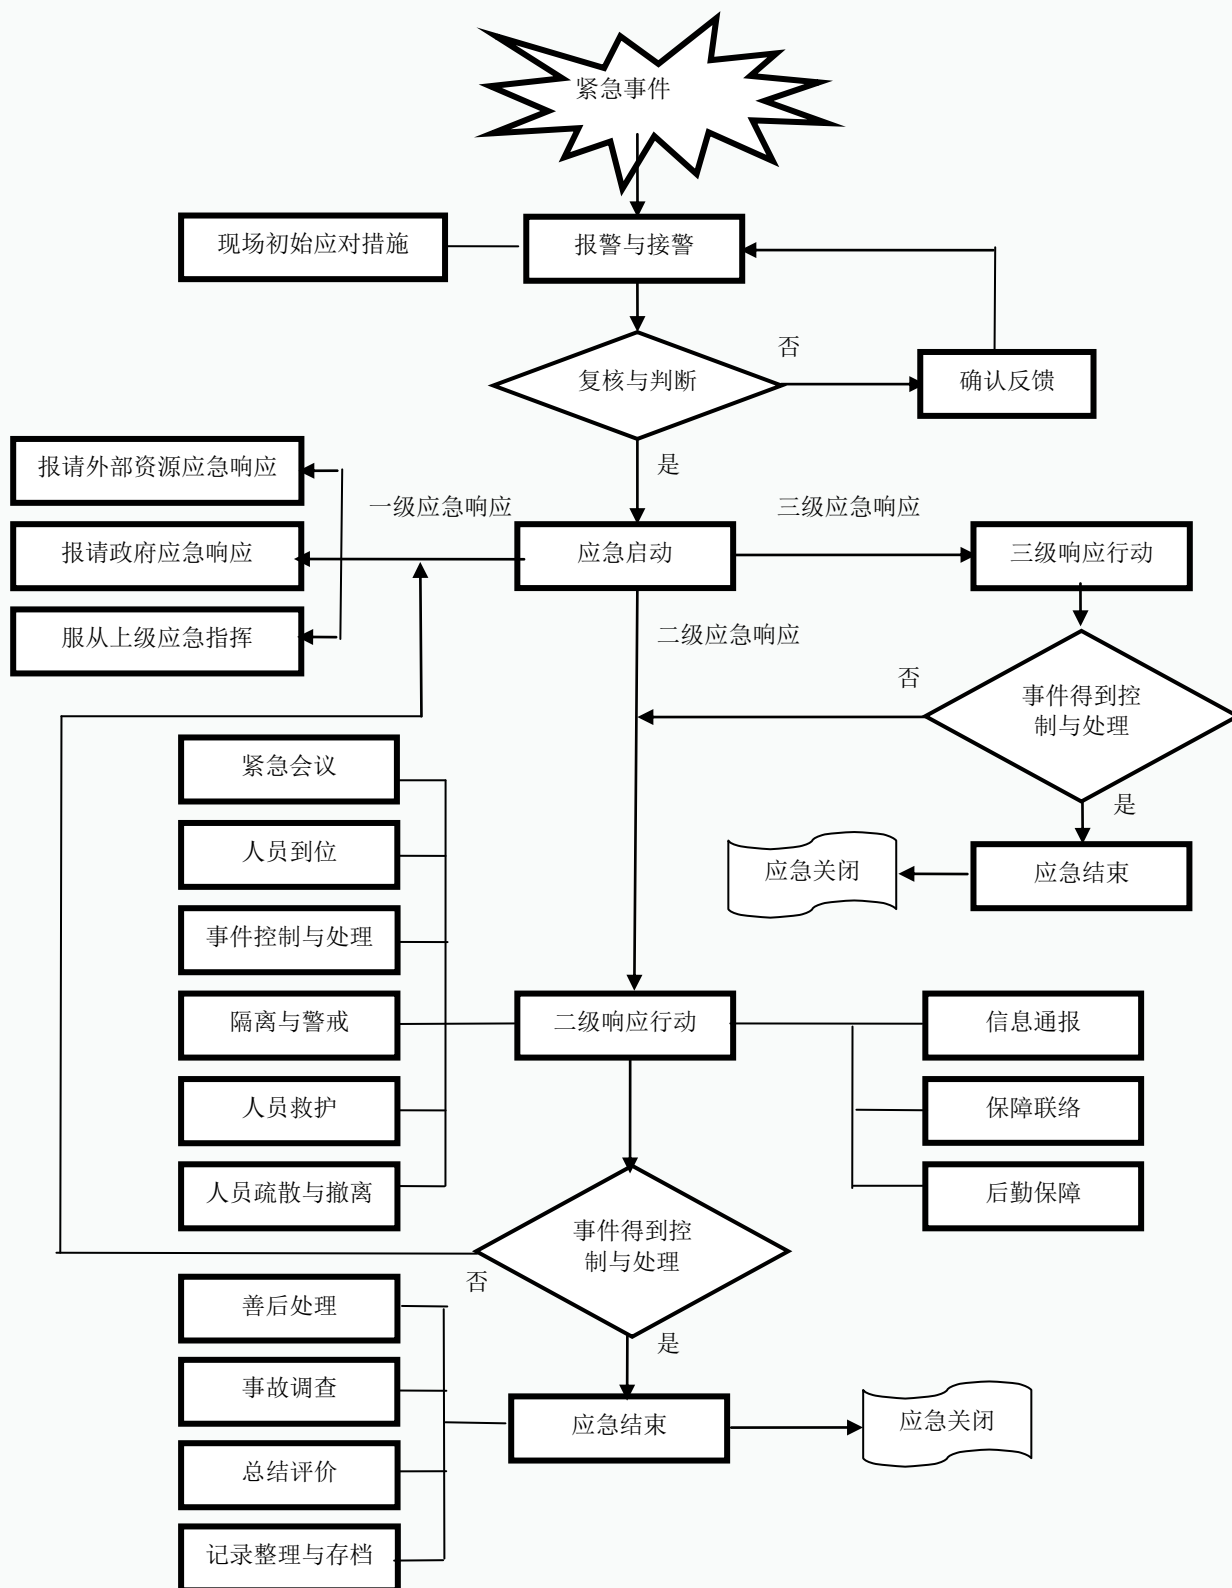 紧急事件
现场初始应对措施
报警与接警
否
复核与判断
确认反馈
是
报请外部资源应急响应
一级应急响应
三级应急响应
报请政府应急响应
应急启动
三级响应行动
服从上级应急指挥
二级应急响应
否
事件得到控
制与处理
紧急会议
是
人员到位
应急关闭
应急结束
事件控制与处理
隔离与警戒
二级响应行动
信息通报
人员救护
保障联络
人员疏散与撤离
后勤保障
事件得到控
制与处理
否
善后处理
是
事故调查
应急结束
应急关闭
总结评价
记录整理与存档